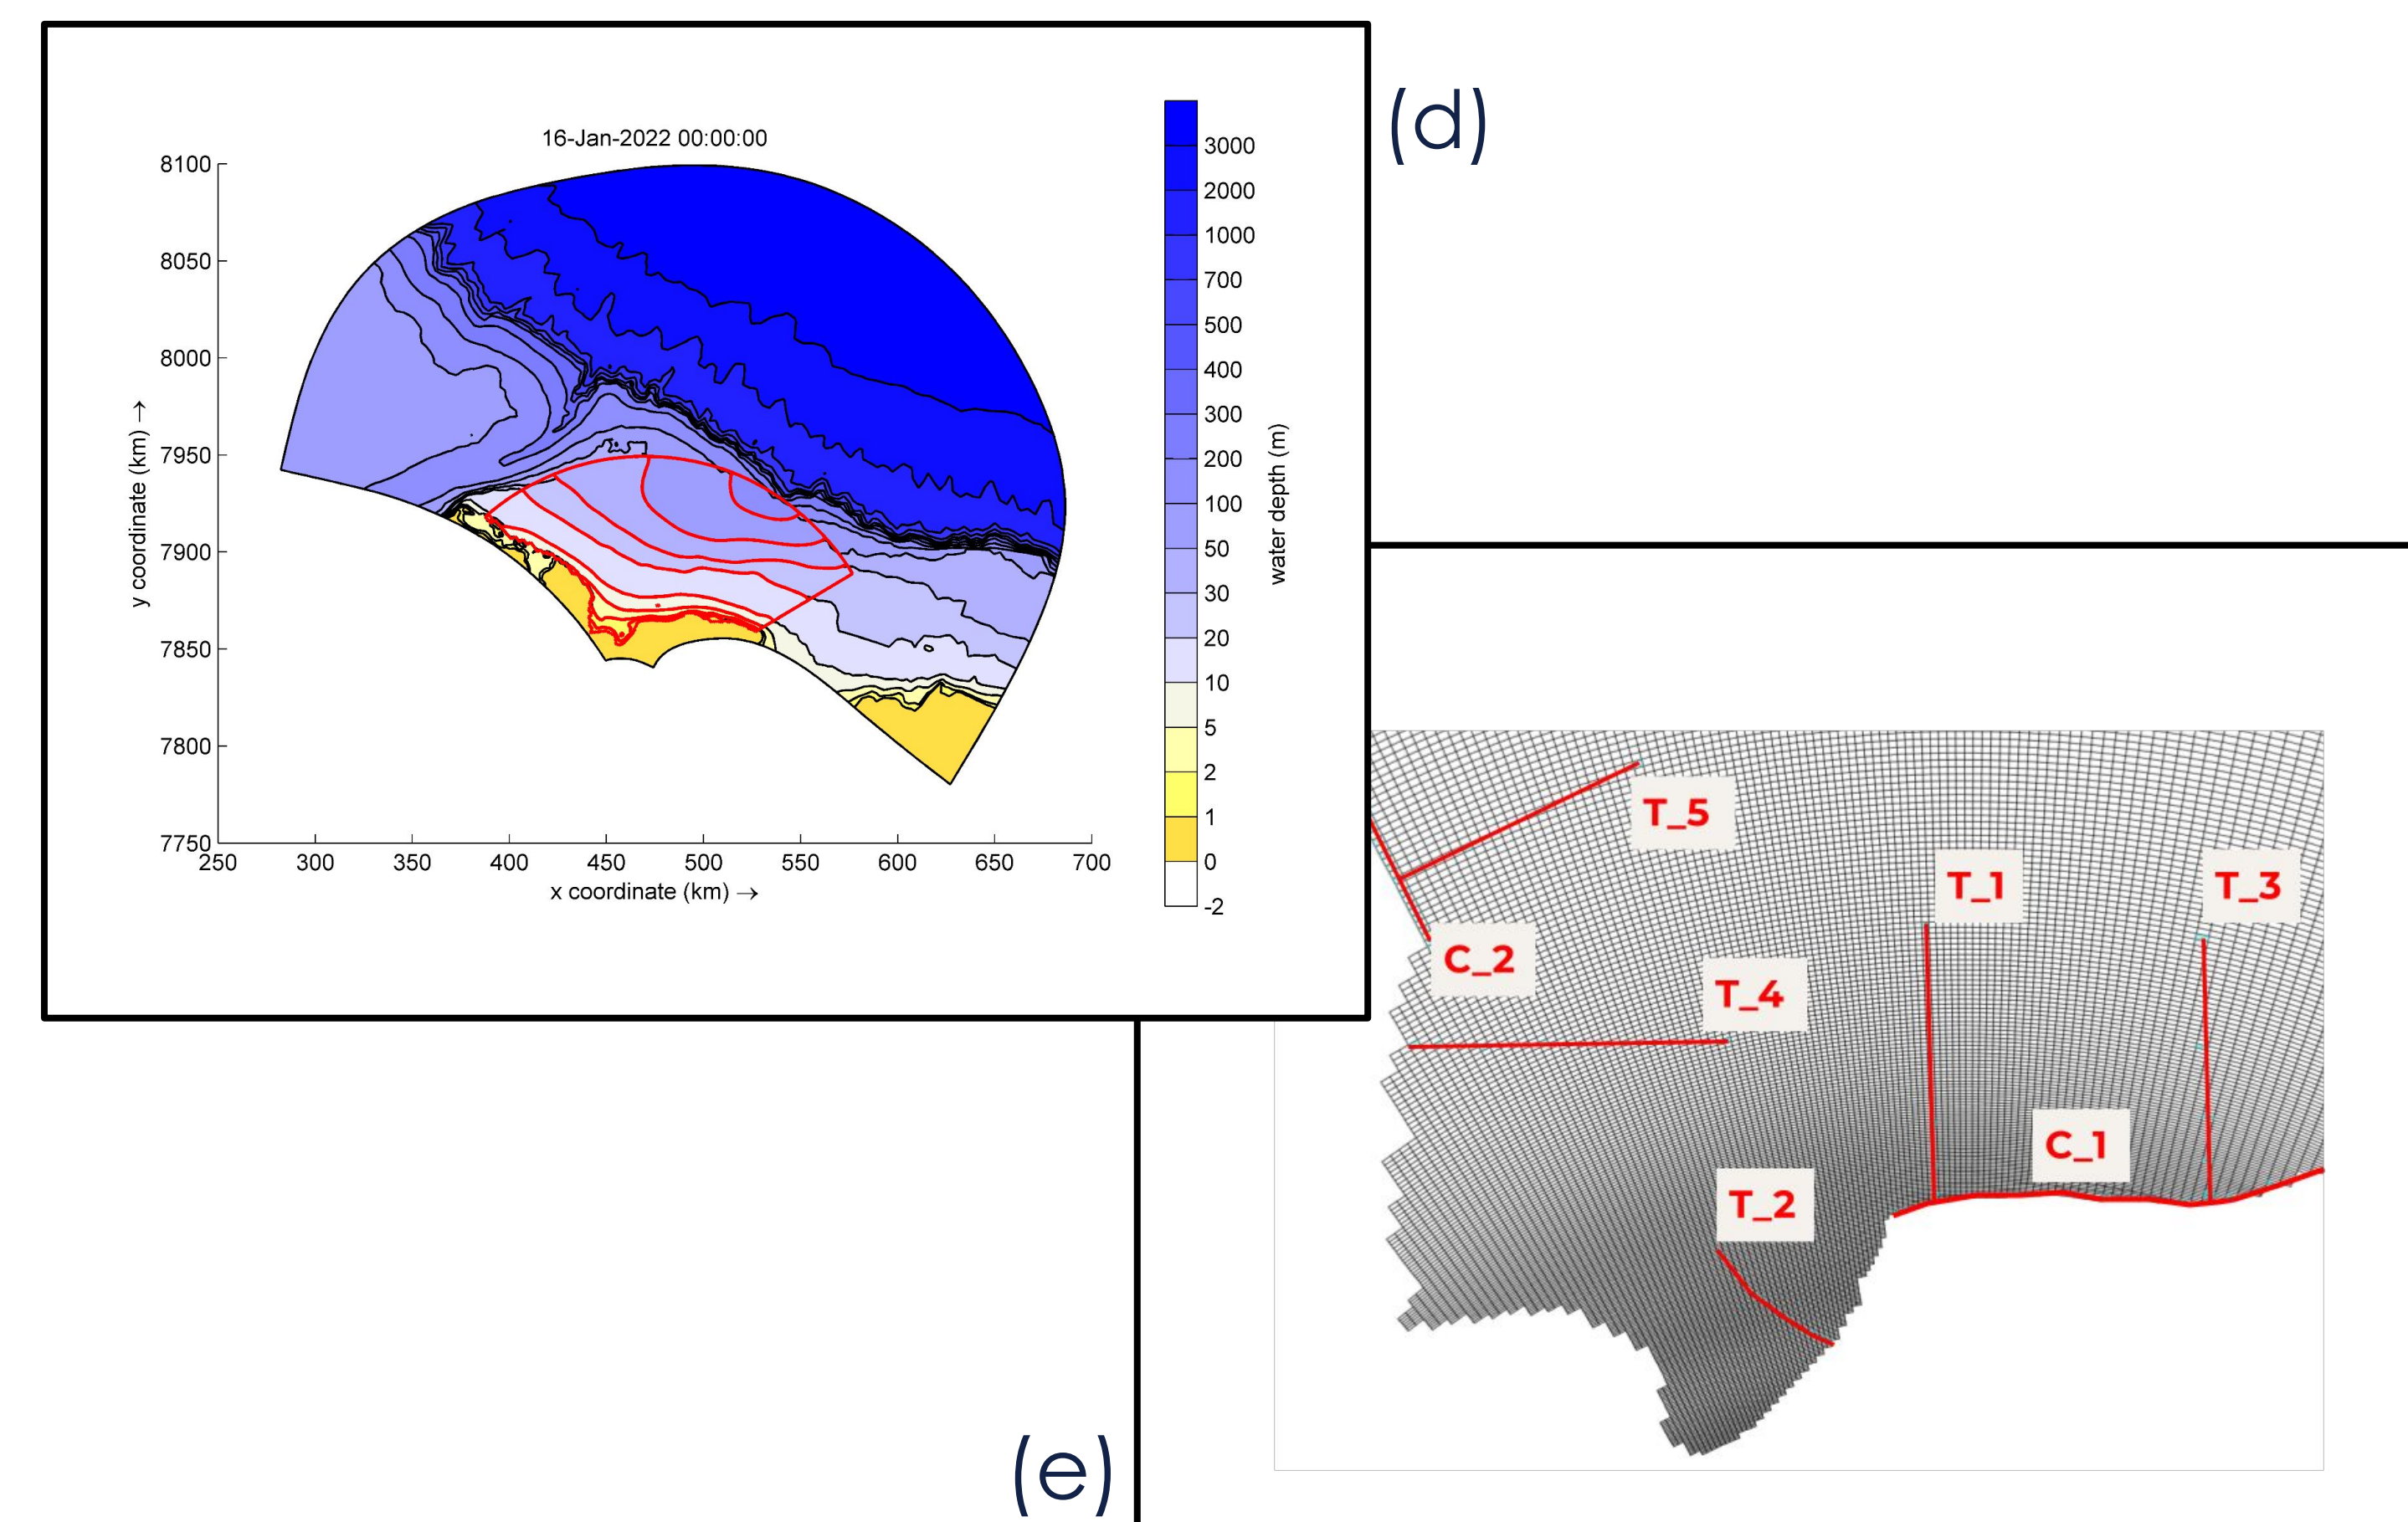 (d)
16-Jan-2022 00:00:00
8100
8050
8000
7950
7900
7850
7800
7750
y coordinate (km) →
250 300 350 400 450 500 550 600 650 700
x coordinate (km) →
3000
2000
1000
700
500
400
300
200
100
50
30
20
10
5
2
1
0
-2
water depth (m)
T_5
T_1
T_3
C_2
T_4
C_1
T_2
(e)